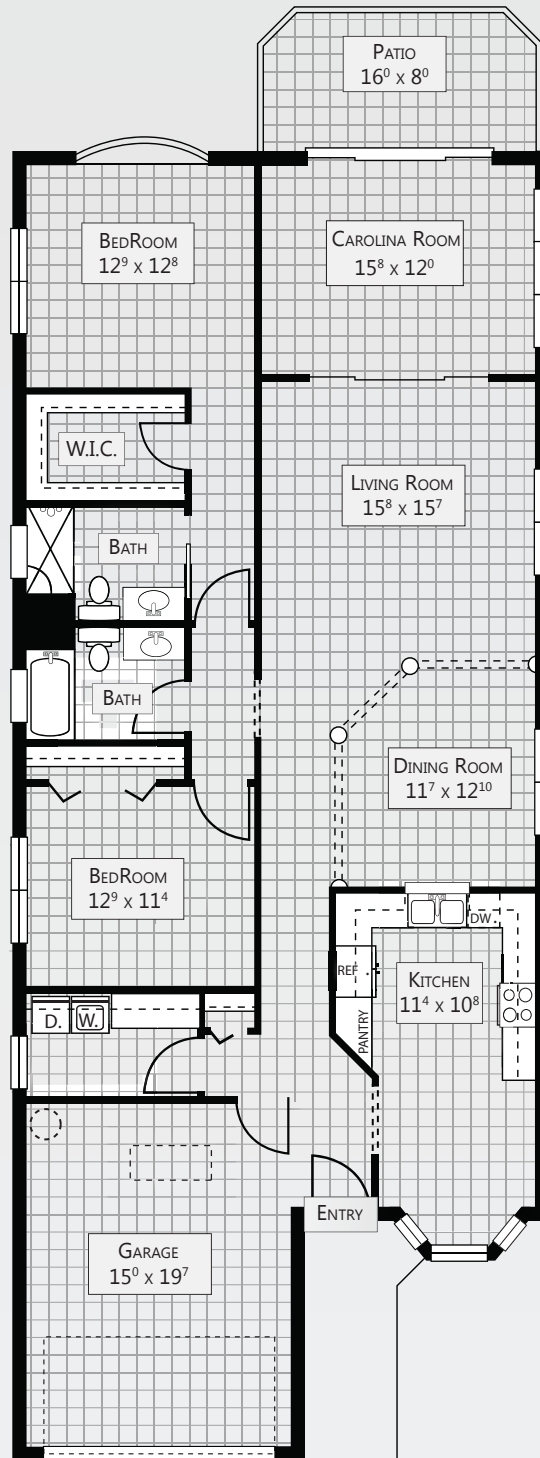 Patio
16⁰ x 8⁰
BedRoom
12⁹ x 12⁸
Carolina Room
15⁸ x 12⁰
W.I.C.
Living Room
15⁸ x 15⁷
Bath
Bath
Dining Room
11⁷ x 12¹⁰
BedRoom
12⁹ x 11⁴
DW.
REF.
Kitchen
11⁴ x 10⁸
D.
W.
PANTRY
Entry
Garage
15⁰ x 19⁷